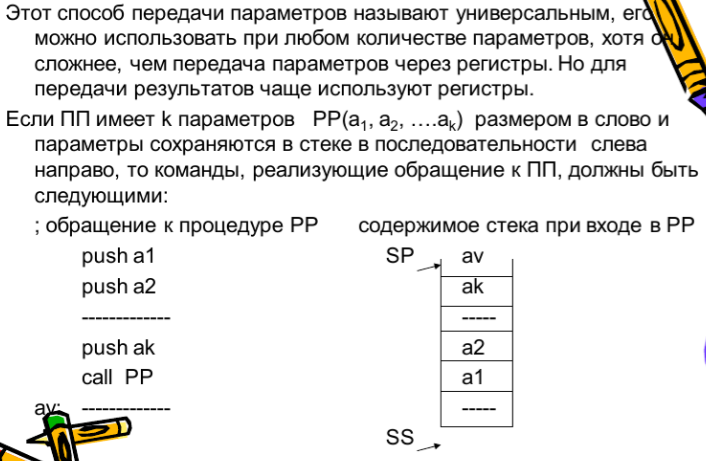 Этот способ передачи параметров называют универсальным, его
можно использовать при любом количестве параметров, хотя он
сложнее, чем передача параметров через регистры. Но для
передачи результатов чаще используют регистры.
Если ПП имеет k параметров PP(a1, a2, ….ak) размером в слово и
параметры сохраняются в стеке в последовательности слева
направо, то команды, реализующие обращение к ПП, должны быть
следующими:
; обращение к процедуре PP содержимое стека при входе в PP
push a1 SP av
push a2 ak
------------- -----
push ak a2
call PP a1
av: ------------- -----
SS